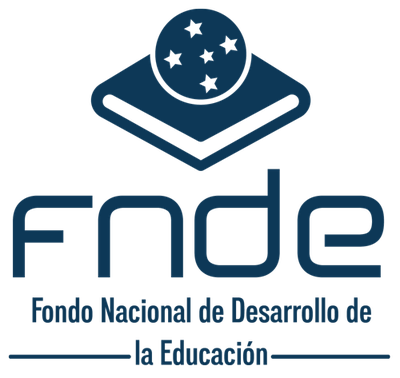 fnde
Fondo Nacional de Desarrollo de
la Educación